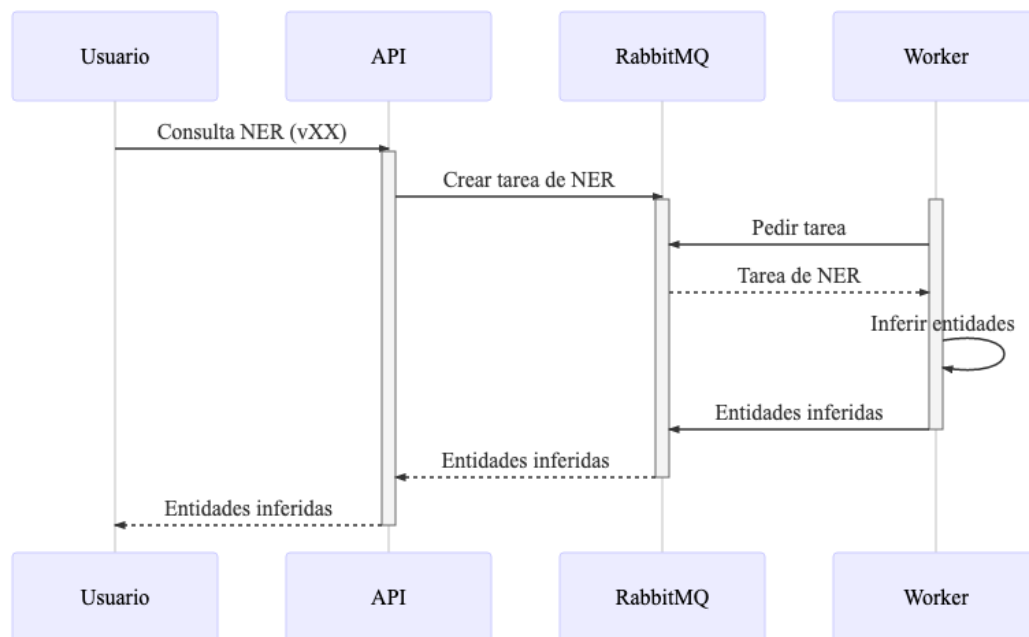 Usuario
API
RabbitMQ
Worker
Consulta NER (vXX)
Crear tarea de NER
Pedir tarea
Tarea de NER
Inferir entidades
Entidades inferidas
Entidades inferidas
Entidades inferidas
Usuario
API
RabbitMQ
Worker